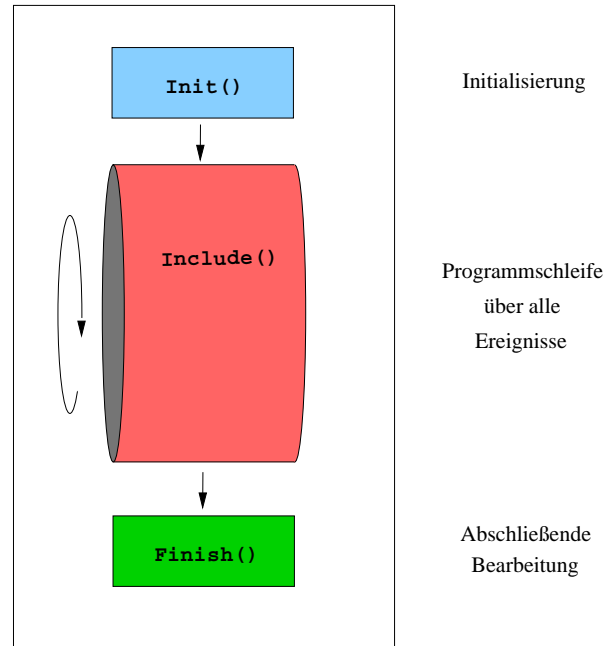 Init()
Initialisierung
Include()
Programmschleife
über alle
Ereignisse
Finish()
Abschließende
Bearbeitung